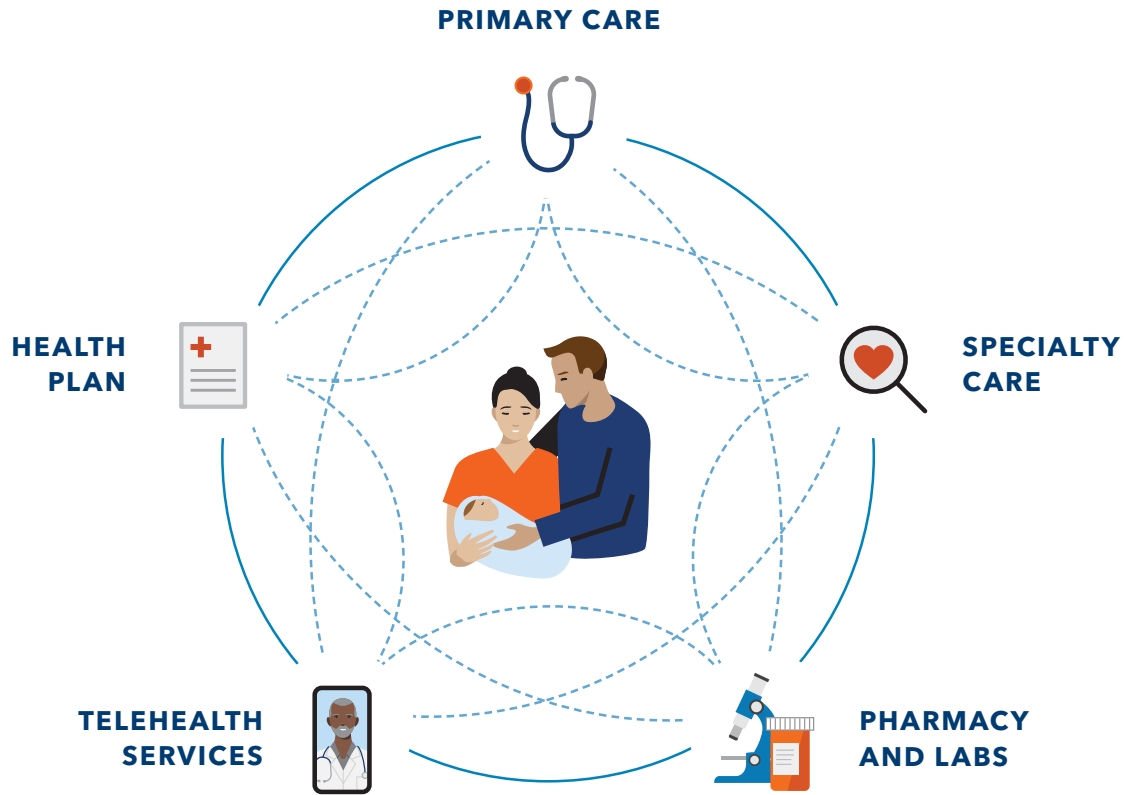 PRIMARY CARE
HEALTH
PLAN
SPECIALTY
CARE
TELEHEALTH
SERVICES
PHARMACY
AND LABS